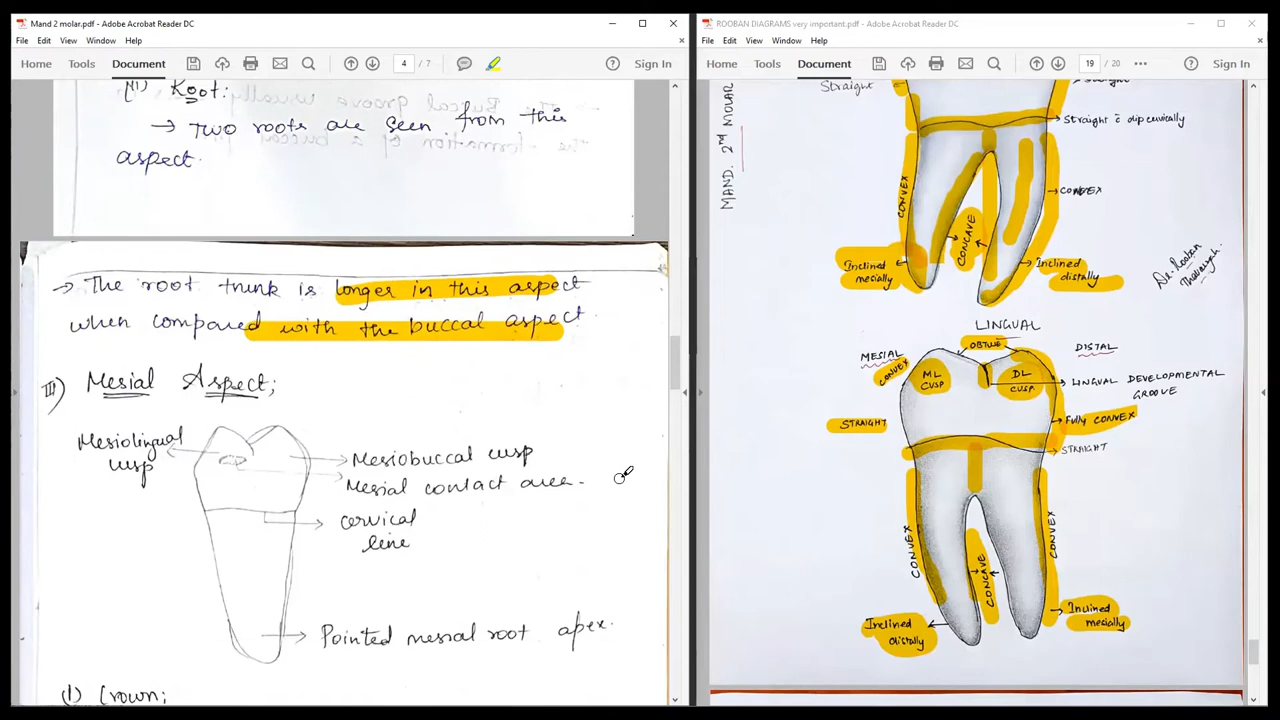 Mand 2 molar.pdf - Adobe Acrobat Reader DC
File Edit View Window Help
Home Tools Document 4 / 7 Sign In
(III) Root:
→ Two roots are seen from this
aspect.
→ The root trunk is longer in this aspect
when compared with the buccal aspect
III) Mesial Aspect;
Mesiolingual
cusp
Mesiobuccal cusp
Mesial contact area.
cervical
line
Pointed mesial root apex.
(I) Crown;
ROOBAN DIAGRAMS very important.pdf - Adobe Acrobat Reader DC
File Edit View Window Help
Home Tools Document 19 / 20 Sign In
MAND. 2nd MOLAR
Straight
Straight c̄ dip cervically
CONVEX
CONVEX
CONCAVE
Inclined
mesially
Inclined
distally
Dr. Rooban
LINGUAL
MESIAL
OBTUSE
DISTAL
CONVEX
ML
CUSP
DL
CUSP
LINGUAL DEVELOPMENTAL
GROOVE
STRAIGHT
Fully CONVEX
STRAIGHT
CONVEX
CONCAVE
CONVEX
Inclined
distally
Inclined
mesially